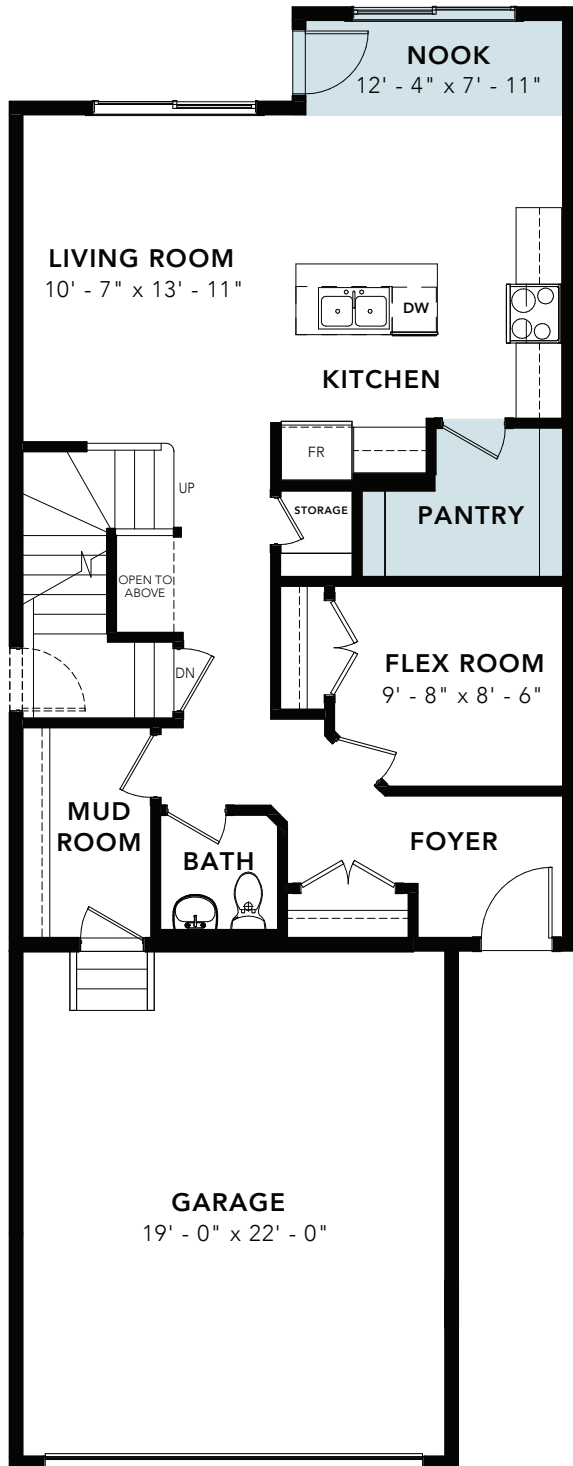 NOOK
12' - 4" x 7' - 11"
LIVING ROOM
10' - 7" x 13' - 11"
DW
KITCHEN
FR
UP
STORAGE
PANTRY
OPEN TO
ABOVE
DN
FLEX ROOM
9' - 8" x 8' - 6"
MUD
ROOM
BATH
FOYER
GARAGE
19' - 0" x 22' - 0"